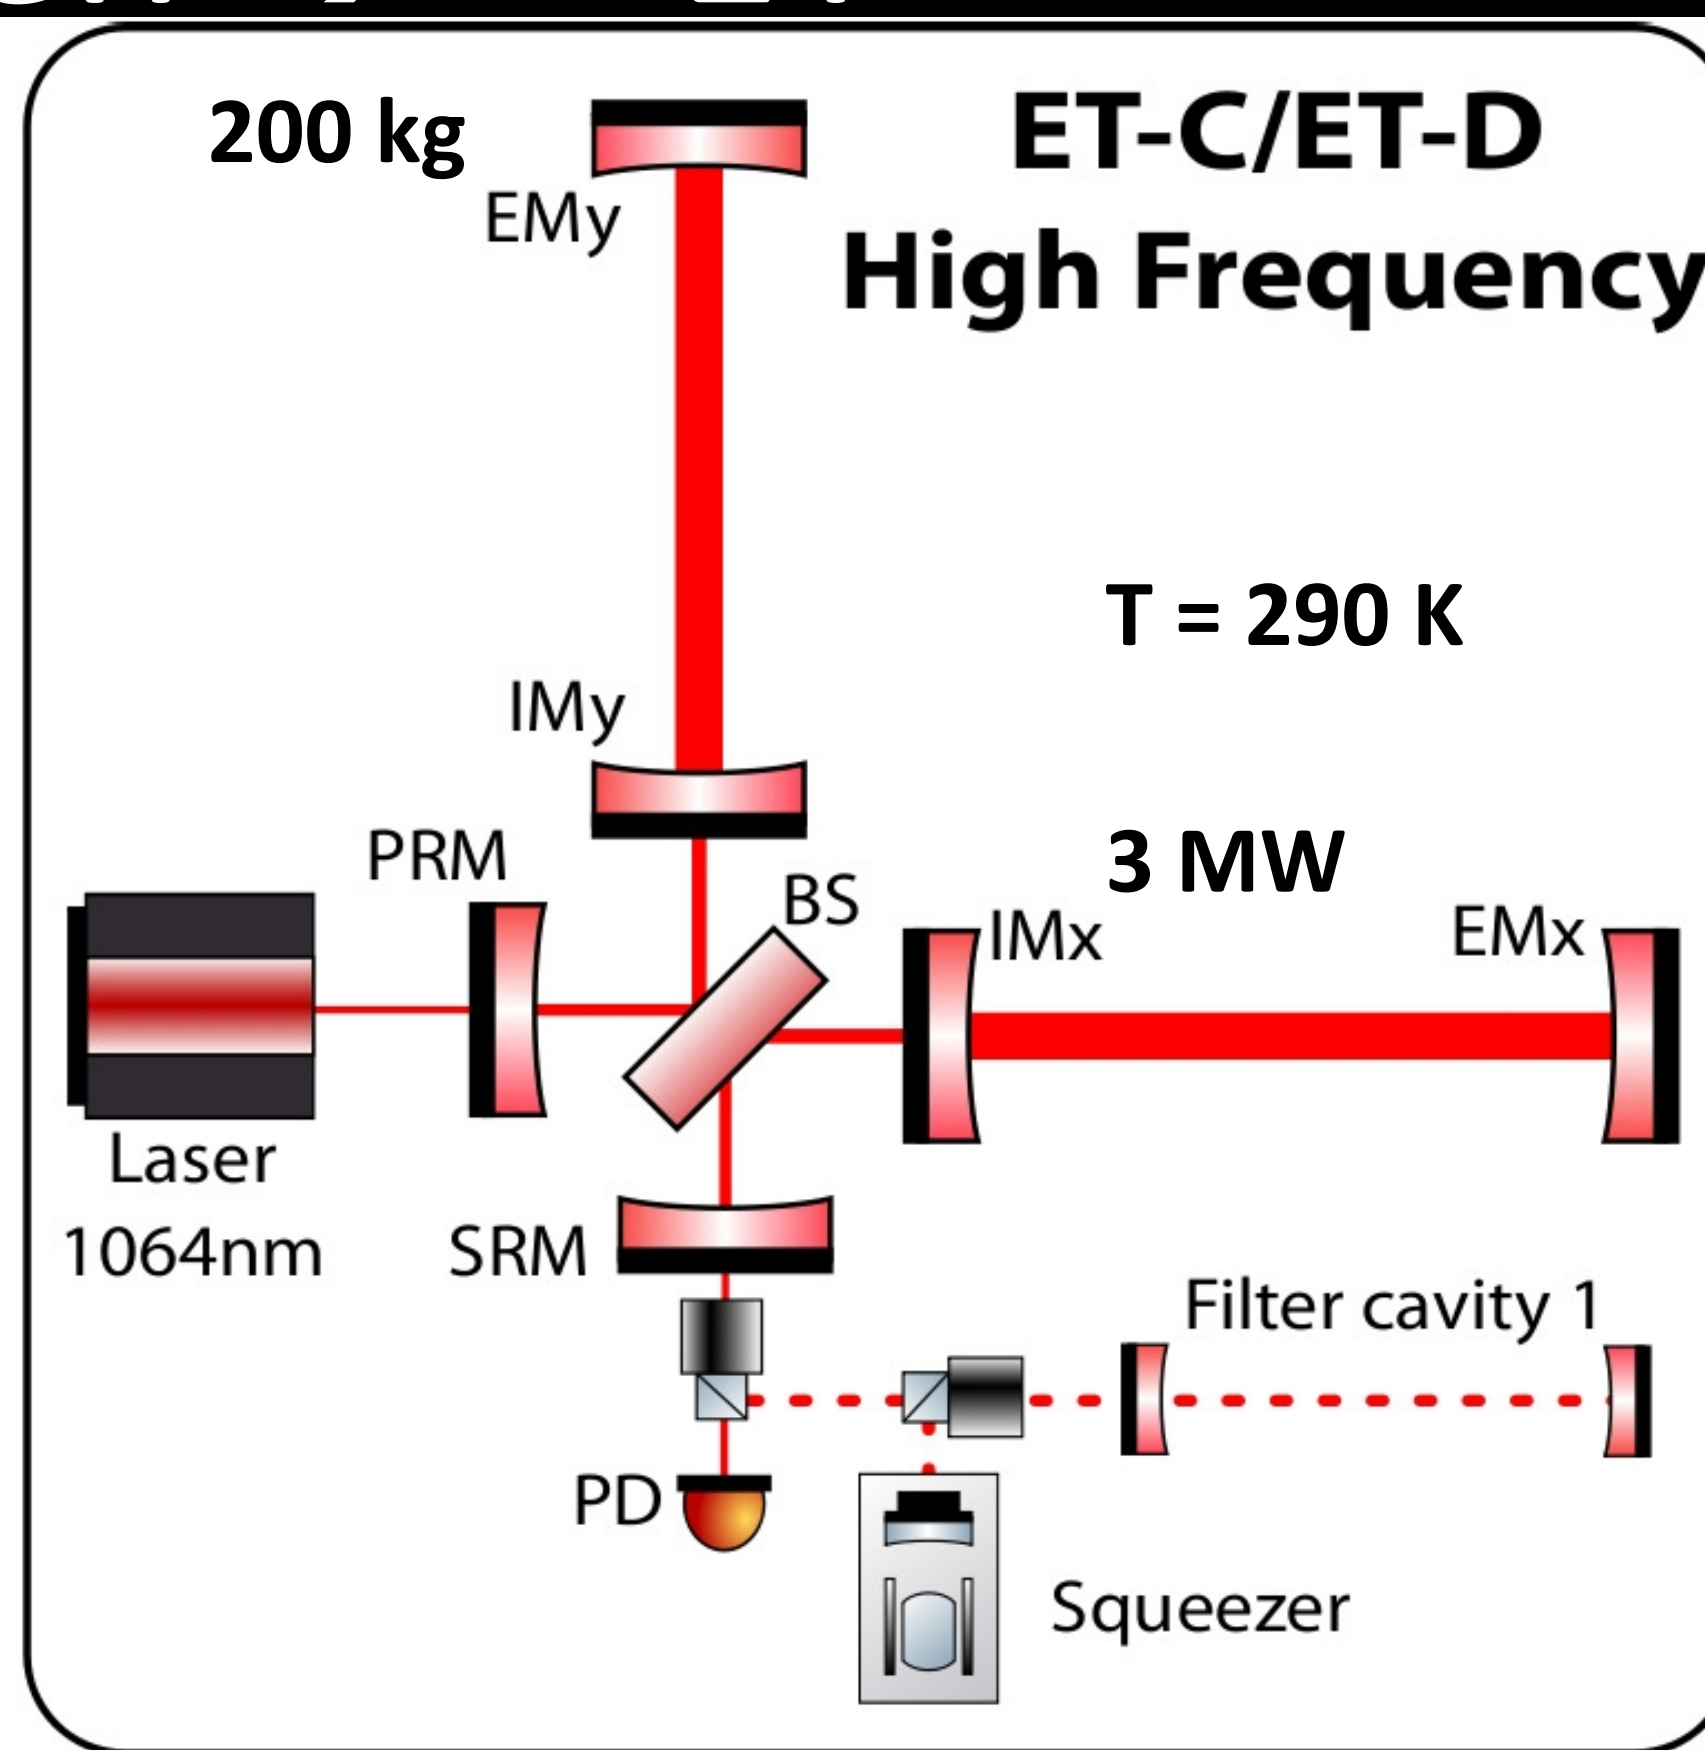 200 kg
ET-C/ET-D
High Frequency
EMy
T = 290 K
IMy
PRM
3 MW
BS
IMx
EMx
Laser
1064nm
SRM
Filter cavity 1
PD
Squeezer